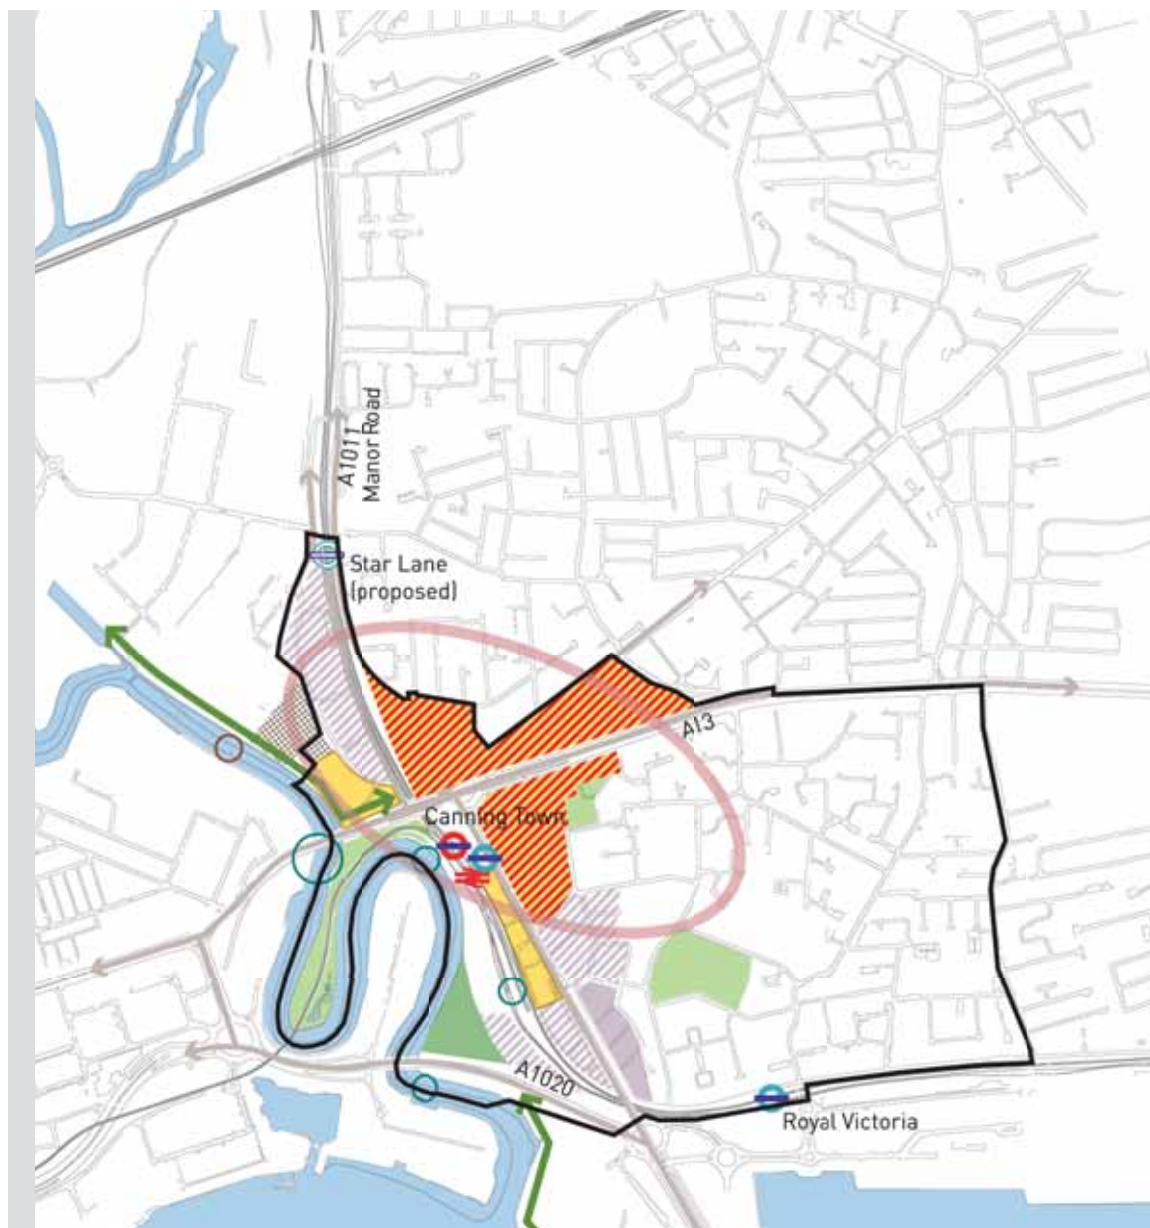 A1011
Manor Road
Star Lane
(proposed)
A13
Canning Town
A1020
Royal Victoria